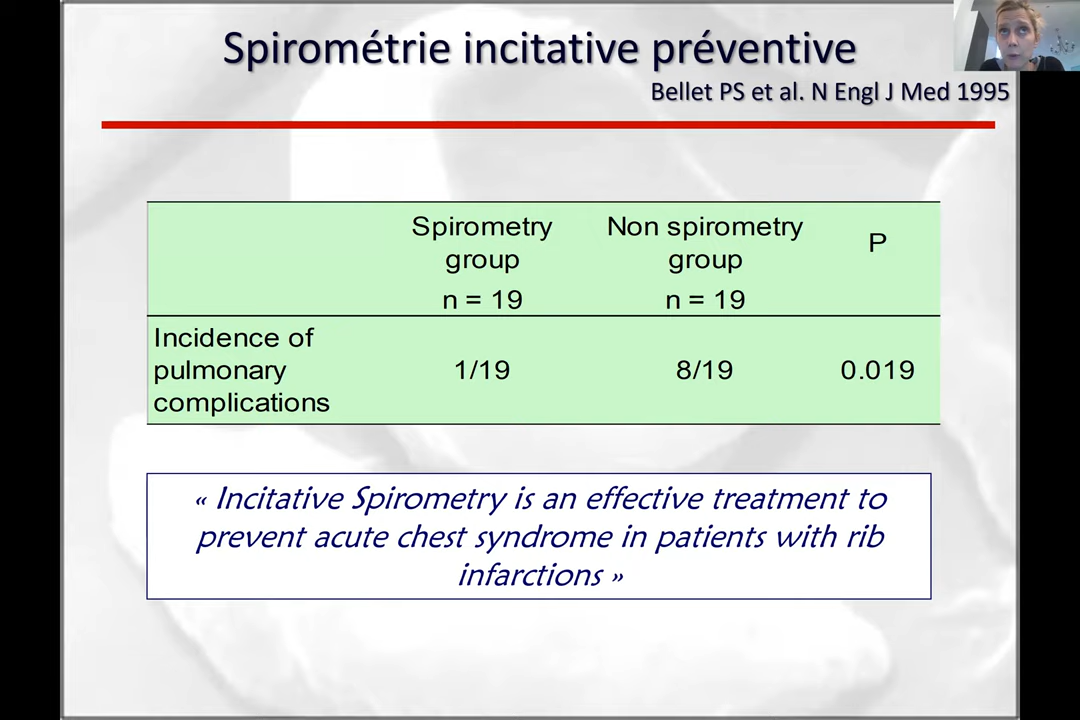 Spirométrie incitative préventive
Bellet PS et al. N Engl J Med 1995
Spirometry group
Non spirometry group
P
n = 19
n = 19
Incidence of pulmonary complications
1/19
8/19
0.019
« Incitative Spirometry is an effective treatment to
prevent acute chest syndrome in patients with rib
infarctions »